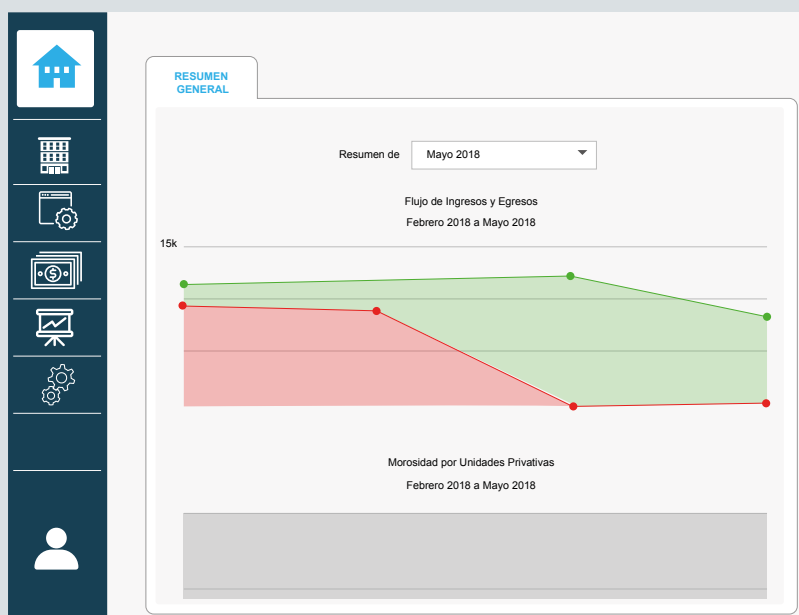 RESUMEN
GENERAL
Resumen de
Mayo 2018
Flujo de Ingresos y Egresos
Febrero 2018 a Mayo 2018
15k
Morosidad por Unidades Privativas
Febrero 2018 a Mayo 2018